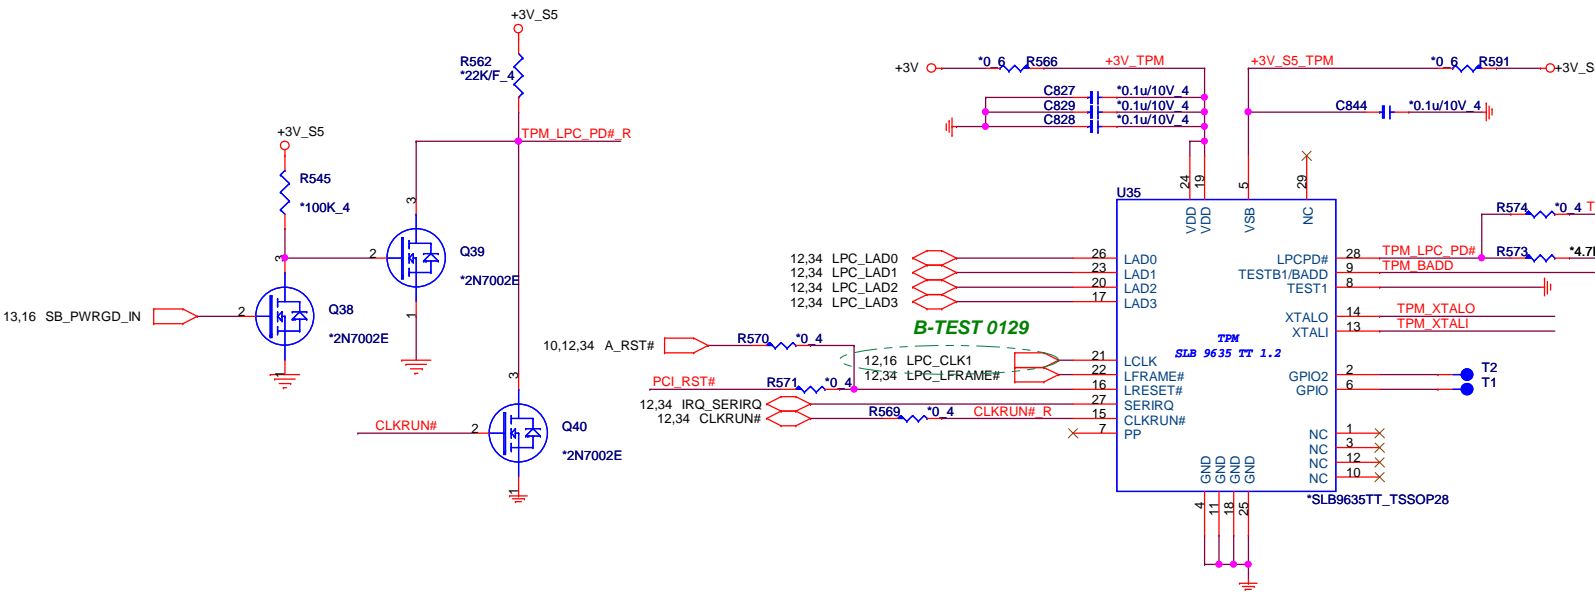 +3V_S5
R562
*22K/F_4
TPM_LPC_PD#_R
+3V_S5
R545
*100K_4
3
2
1
Q39
*2N7002E
3
2
1
Q38
*2N7002E
13,16 SB_PWRGD_IN
3
2
1
Q40
*2N7002E
CLKRUN#
+3V
*0_6
R566
+3V_TPM
C827
*0.1u/10V_4
C829
*0.1u/10V_4
C828
*0.1u/10V_4
+3V_S5_TPM
*0_6
R591
+3V_S
C844
*0.1u/10V_4
U35
24
19
5
29
VDD
VDD
VSB
NC
12,34 LPC_LAD0
26 LAD0
12,34 LPC_LAD1
23 LAD1
12,34 LPC_LAD2
20 LAD2
12,34 LPC_LAD3
17 LAD3
B-TEST 0129
10,12,34 A_RST#
R570
*0_4
12,16 LPC_CLK1
21 LCLK
12,34 LPC_LFRAME#
22 LFRAME#
PCI_RST#
R571
*0_4
16 LRESET#
12,34 IRQ_SERIRQ
27 SERIRQ
12,34 CLKRUN#
R569
*0_4
CLKRUN#_R
15 CLKRUN#
7 PP
TPM
SLB 9635 TT 1.2
LPCPD# 28
TPM_LPC_PD#
R574
*0_4
T
R573
*4.7
TESTB1/BADD 9
TPM_BADD
TEST1 8
XTALO 14
TPM_XTALO
XTALI 13
TPM_XTALI
GPIO2 2
T2
GPIO 6
T1
NC 1
NC 3
NC 12
NC 10
GND
GND
GND
GND
4
11
18
25
*SLB9635TT_TSSOP28